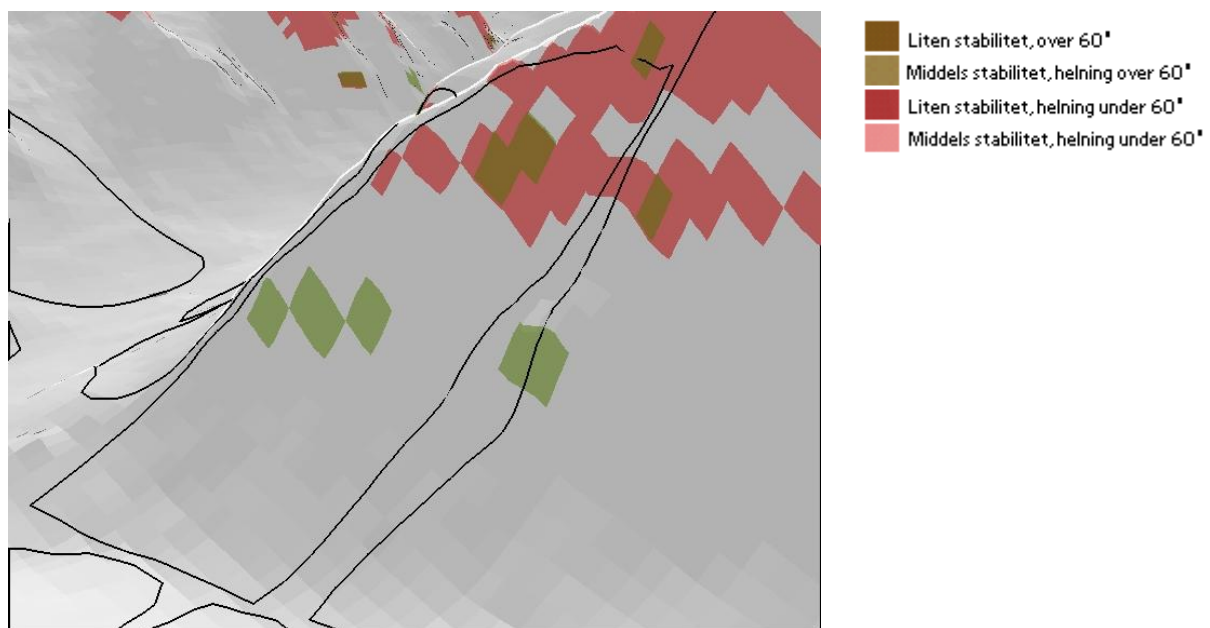 Liten stabilitet, over 60°
Middels stabilitet, helning over 60°
Liten stabilitet, helning under 60°
Middels stabilitet, helning under 60°